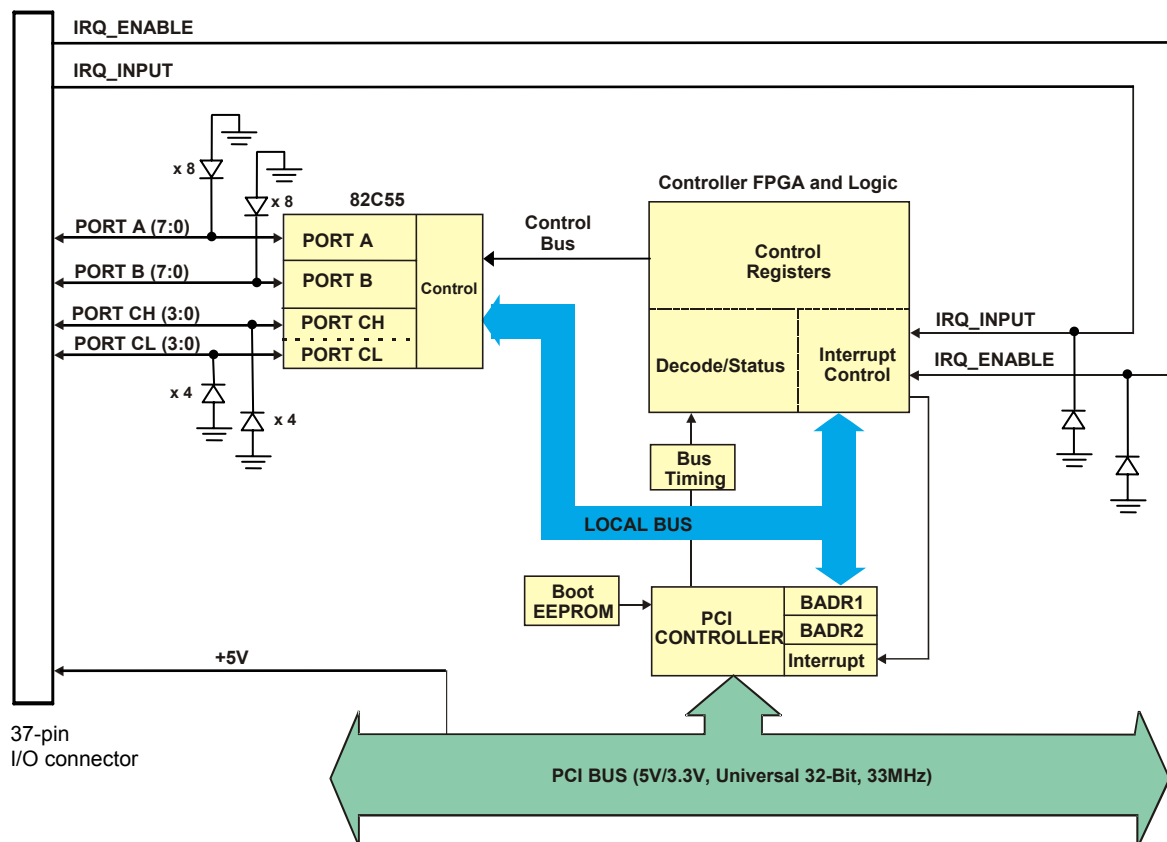 IRQ_ENABLE
IRQ_INPUT
x 8
x 8
82C55
Controller FPGA and Logic
PORT A (7:0)
PORT A
Control
Bus
Control
Registers
PORT B (7:0)
PORT B
Control
PORT CH (3:0)
PORT CH
IRQ_INPUT
PORT CL (3:0)
PORT CL
Decode/Status
Interrupt
Control
IRQ_ENABLE
x 4
x 4
Bus
Timing
LOCAL BUS
Boot
EEPROM
PCI
CONTROLLER
BADR1
BADR2
Interrupt
+5V
37-pin
I/O connector
PCI BUS (5V/3.3V, Universal 32-Bit, 33MHz)